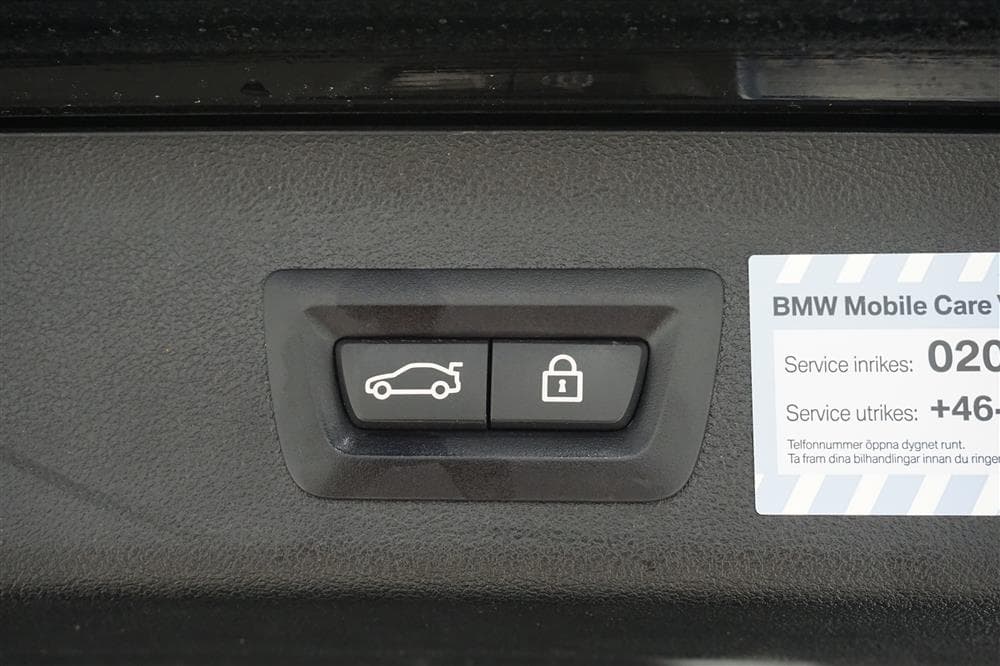 BMW Mobile Care
Service inrikes: 020
Service utrikes: +46-
Telfonnummer öppna dygnet runt.
Ta fram dina bilhandlingar innan du ringer